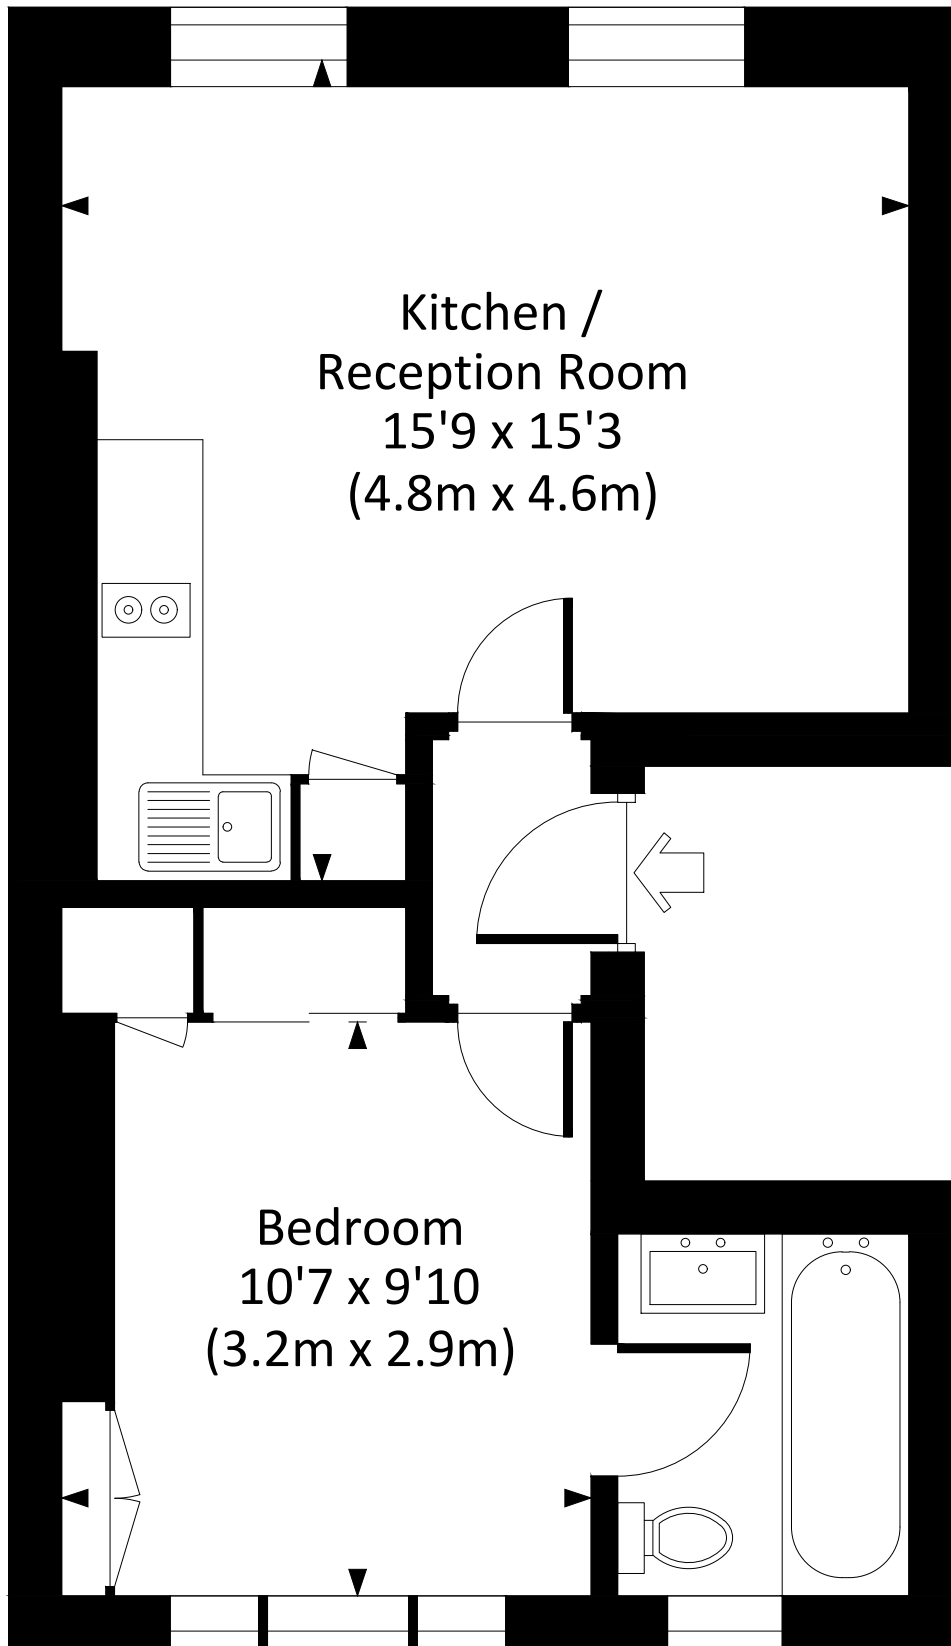 Kitchen /
Reception Room
15'9 x 15'3
(4.8m x 4.6m)
Bedroom
10'7 x 9'10
(3.2m x 2.9m)